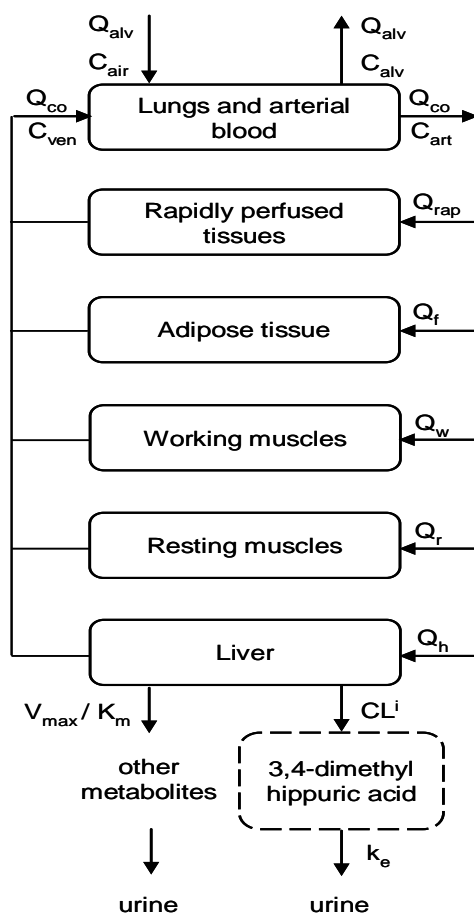 Q_alv
Q_alv
C_air
C_alv
Q_co
Lungs and arterial
blood
Q_co
C_ven
C_art
Rapidly perfused
tissues
Q_rap
Adipose tissue
Q_f
Working muscles
Q_w
Resting muscles
Q_r
Liver
Q_h
V_max / K_m
CL^i
other
metabolites
3,4-dimethyl
hippuric acid
k_e
urine
urine